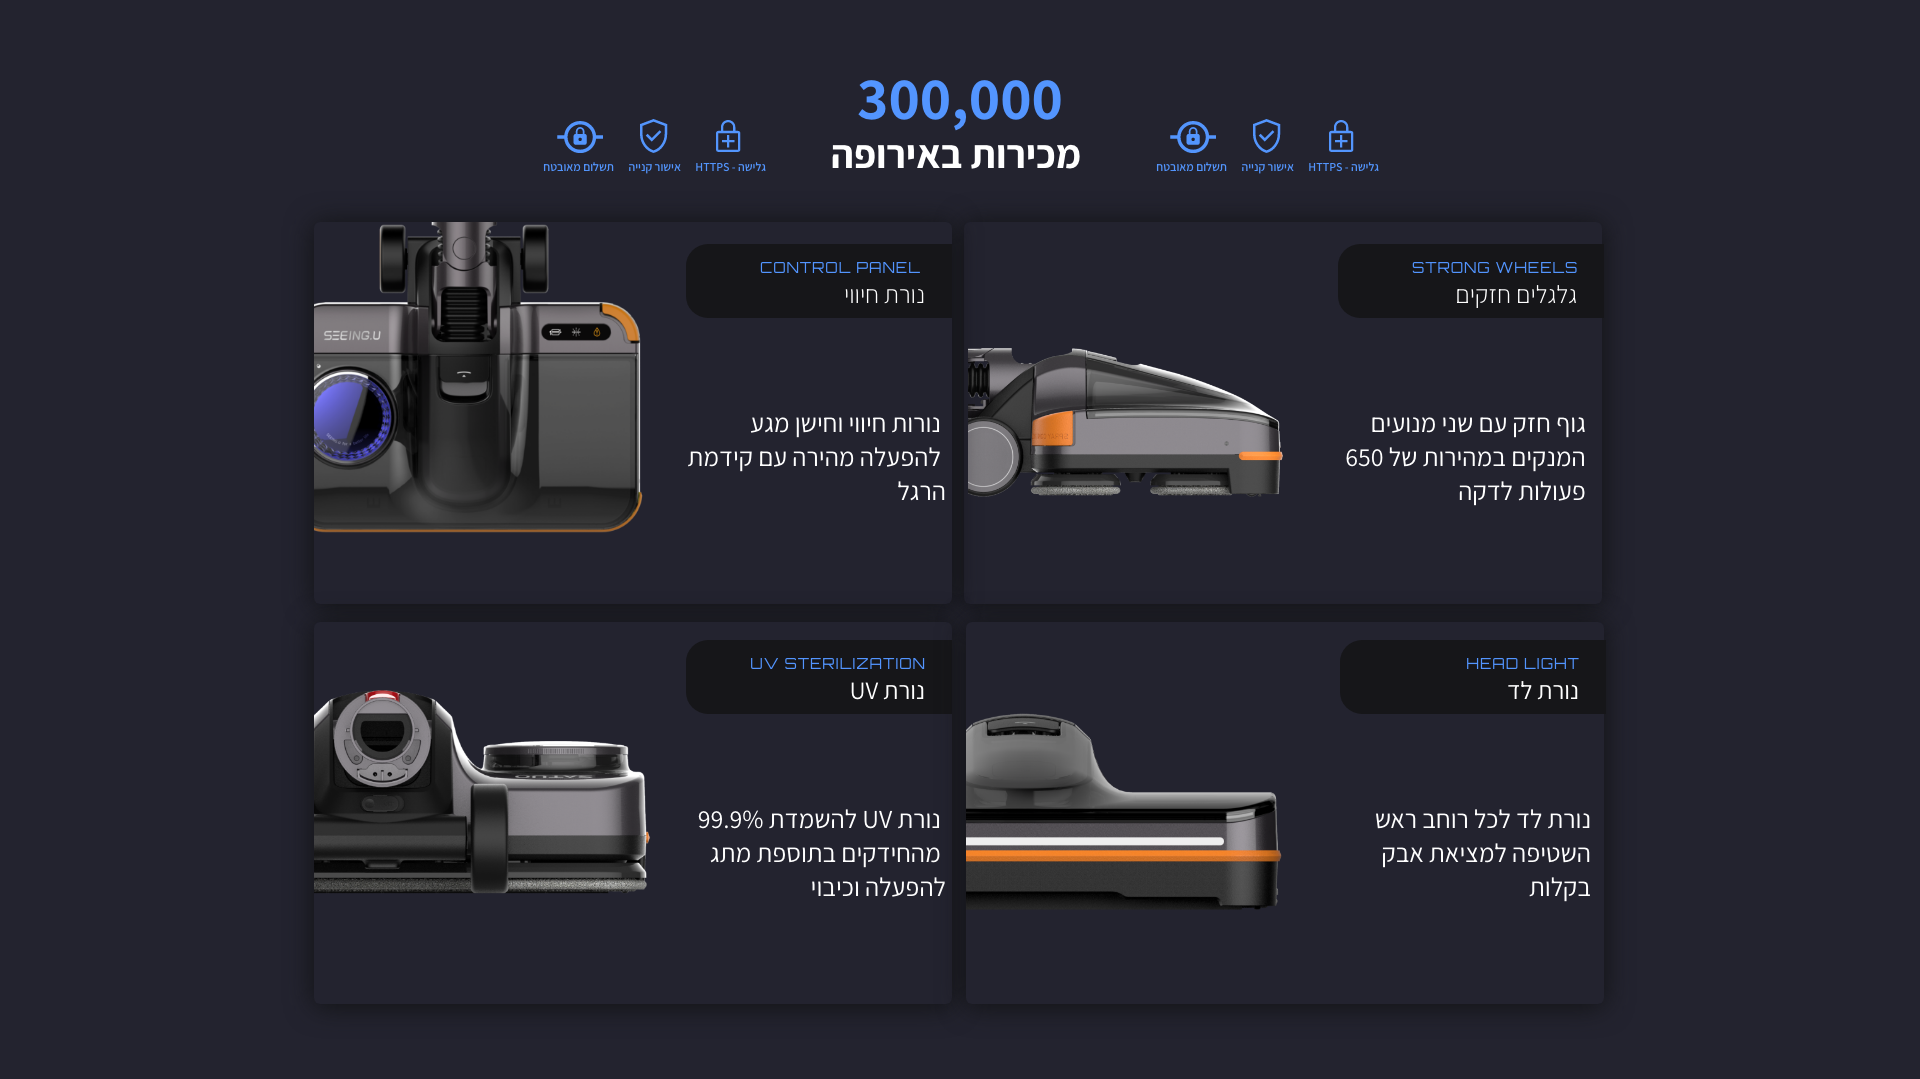 300,000
מכירות באירופה
גלישה - HTTPS
אישור קנייה
תשלום מאובטח
גלישה - HTTPS
אישור קנייה
תשלום מאובטח
STRONG WHEELS
גלגלים חזקים
גוף חזק עם שני מנועים
המנקים במהירות של 650
פעולות לדקה
CONTROL PANEL
נורת חיווי
נורות חיווי וחישן מגע
להפעלה מהירה עם קידמת
הרגל
SEEING.U
HEAD LIGHT
נורת לד
נורת לד לכל רוחב ראש
השטיפה למציאת אבק
בקלות
UV STERILIZATION
נורת UV
נורת UV להשמדת 99.9%
מהחידקים בתוספת מתג
להפעלה וכיבוי